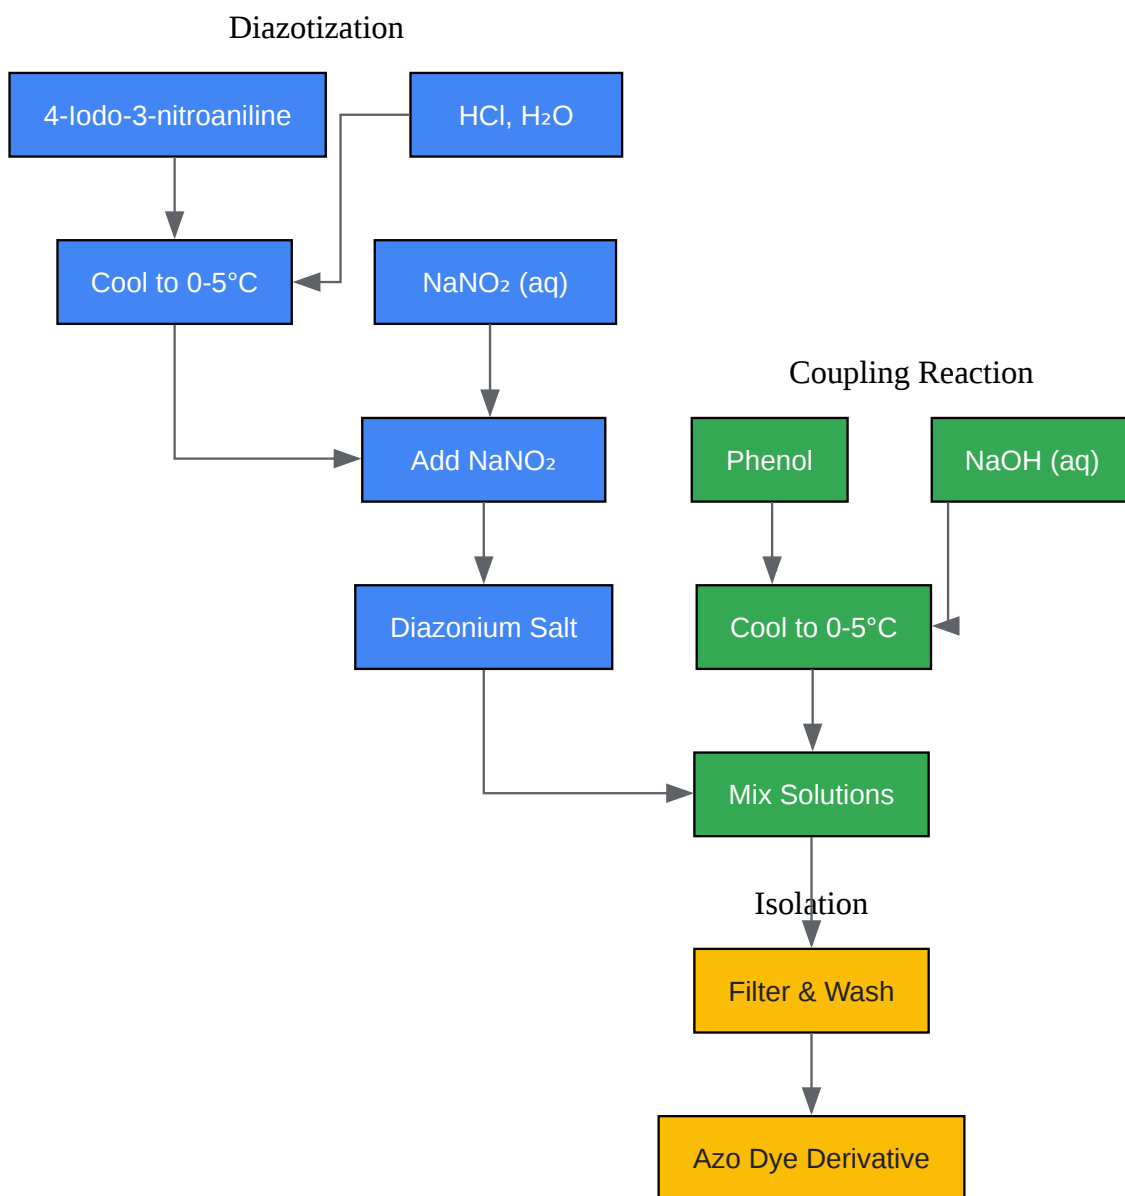 Diazotization
4-Iodo-3-nitroaniline
HCl, H₂O
Cool to 0-5°C
NaNO₂ (aq)
Coupling Reaction
Add NaNO₂
Phenol
NaOH (aq)
Diazonium Salt
Cool to 0-5°C
Mix Solutions
Isolation
Filter & Wash
Azo Dye Derivative